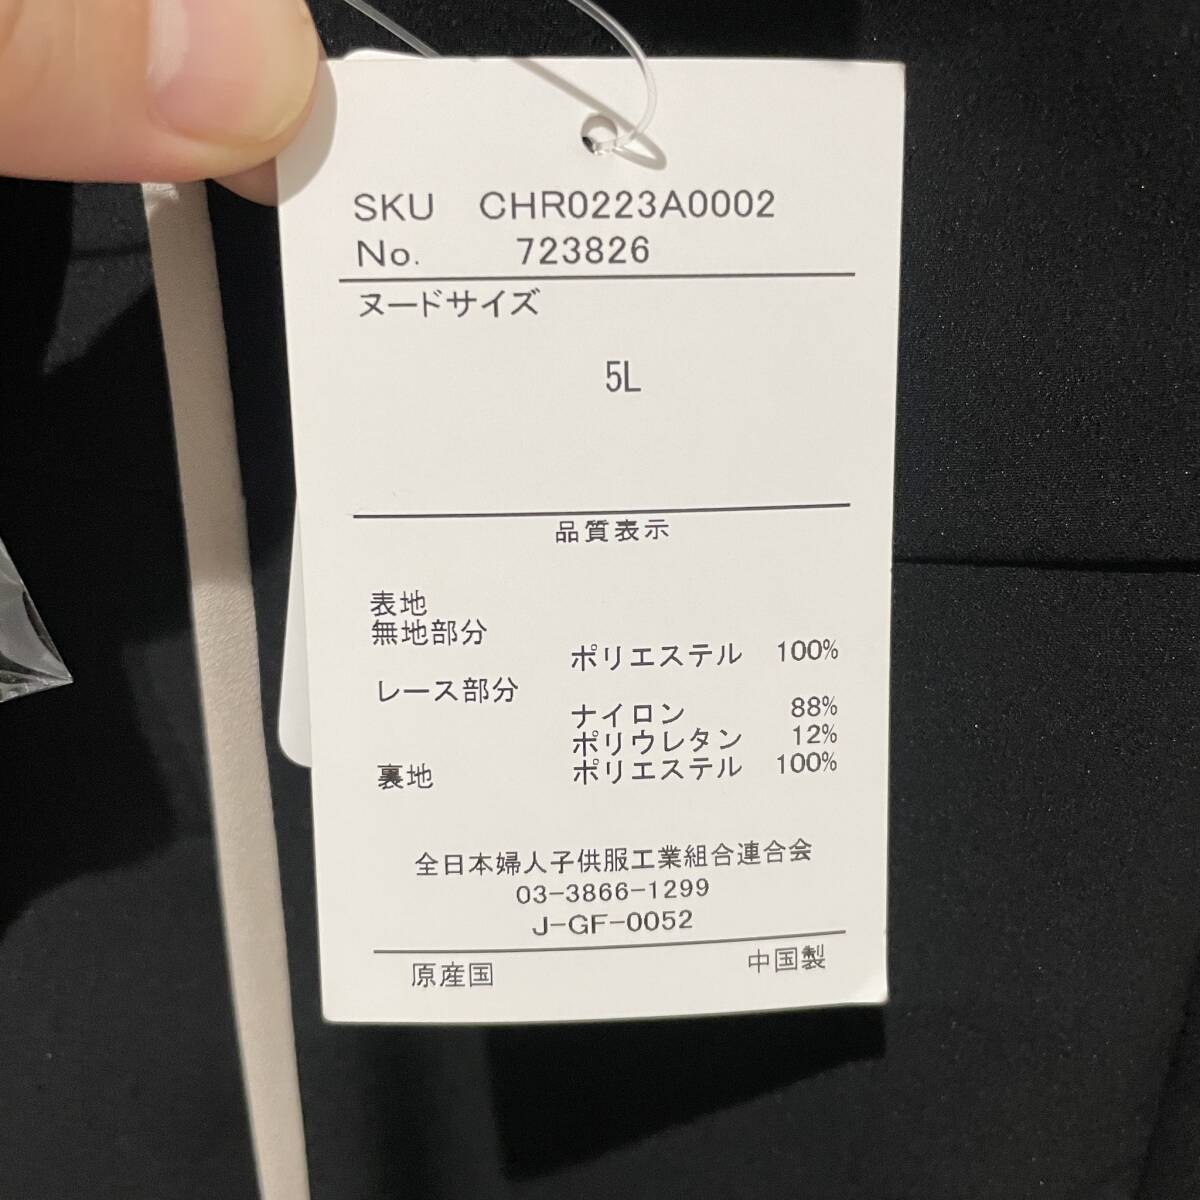 SKU CHR0223A0002
No. 723826
ヌードサイズ
5L
品質表示
表地
無地部分
ポリエステル 100%
レース部分
ナイロン 88%
ポリウレタン 12%
裏地 ポリエステル 100%
全日本婦人子供服工業組合連合会
03-3866-1299
J-GF-0052
原産国 中国製